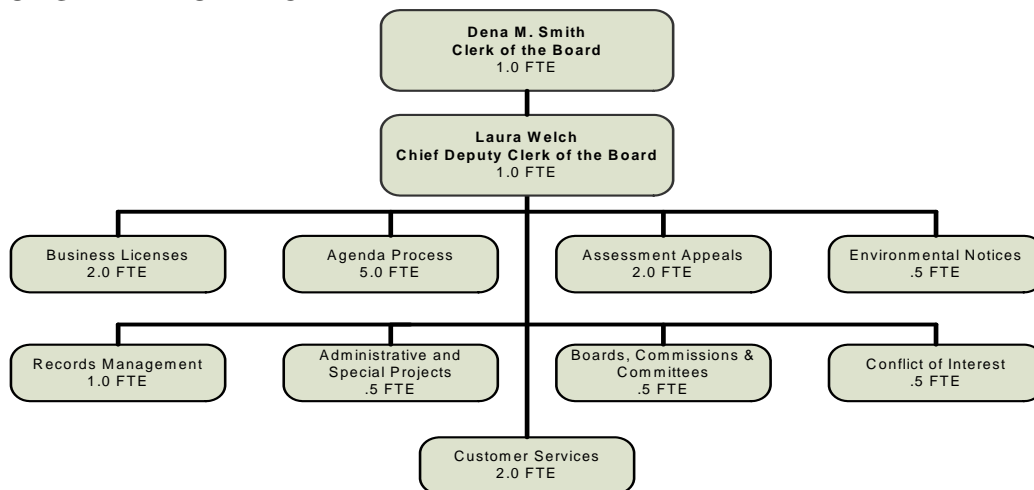 Dena M. Smith
Clerk of the Board
1.0 FTE
Laura Welch
Chief Deputy Clerk of the Board
1.0 FTE
Business Licenses
2.0 FTE
Agenda Process
5.0 FTE
Assessment Appeals
2.0 FTE
Environmental Notices
.5 FTE
Records Management
1.0 FTE
Administrative and
Special Projects
.5 FTE
Boards, Commissions &
Committees
.5 FTE
Conflict of Interest
.5 FTE
Customer Services
2.0 FTE